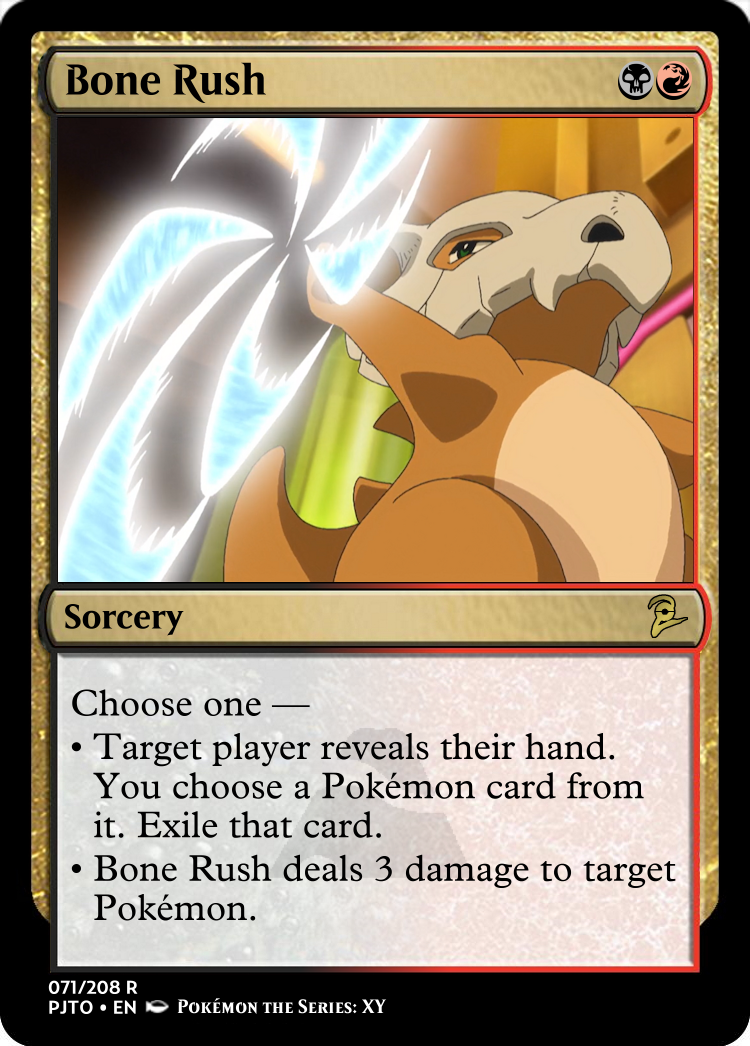 Bone Rush
Sorcery
Choose one —
• Target player reveals their hand.
You choose a Pokémon card from
it. Exile that card.
• Bone Rush deals 3 damage to target
Pokémon.
071/208 R
PJTO • EN Pokémon the Series: XY